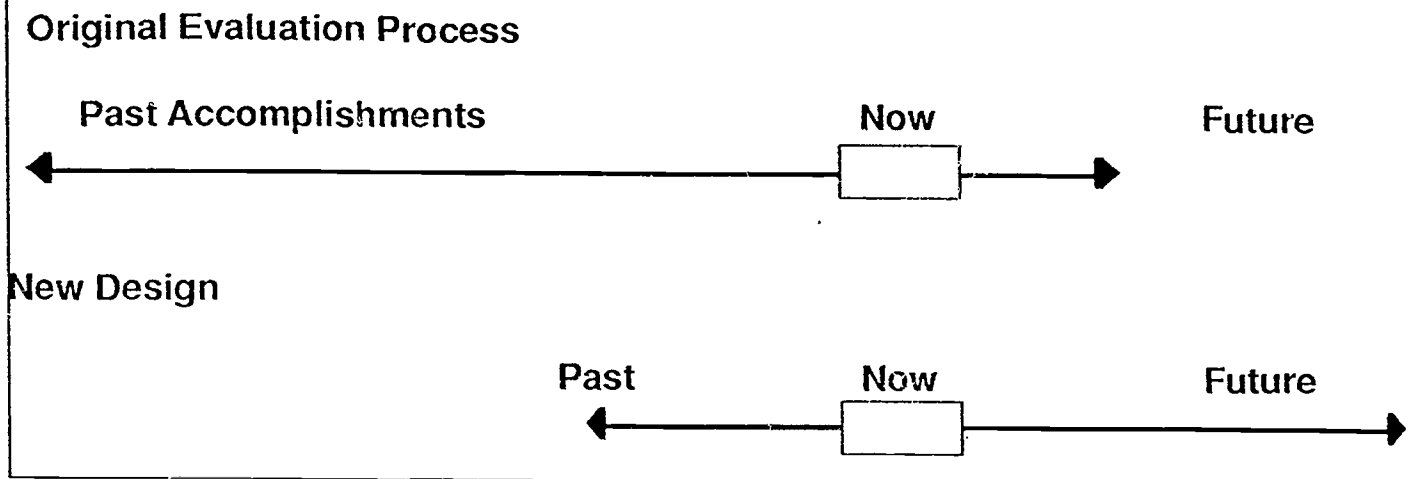 Original Evaluation Process
Past Accomplishments Now Future
New Design
Past Now Future